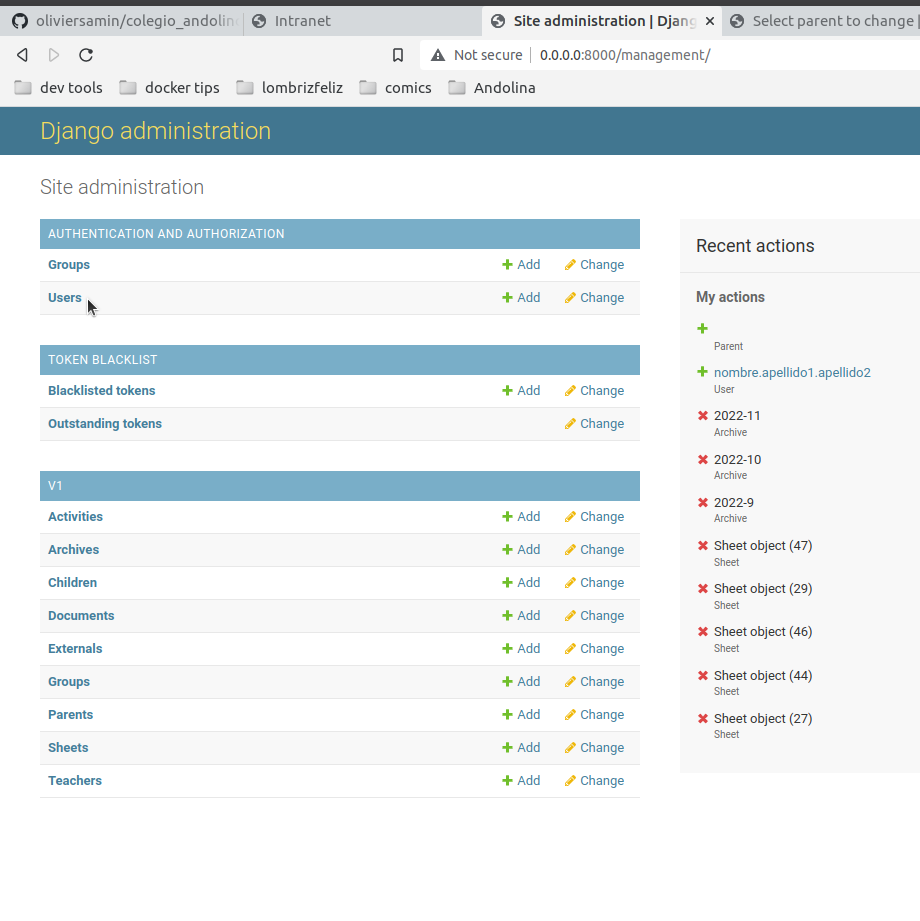 oliviersamin/colegio_andolin Intranet Site administration | Djang Select parent to change |
Not secure 0.0.0.0:8000/management/
dev tools docker tips lombrizfeliz comics Andolina
Django administration
Site administration
AUTHENTICATION AND AUTHORIZATION
Groups Add Change
Users Add Change
TOKEN BLACKLIST
Blacklisted tokens Add Change
Outstanding tokens Change
V1
Activities Add Change
Archives Add Change
Children Add Change
Documents Add Change
Externals Add Change
Groups Add Change
Parents Add Change
Sheets Add Change
Teachers Add Change
Recent actions
My actions
Parent
nombre.apellido1.apellido2
User
2022-11
Archive
2022-10
Archive
2022-9
Archive
Sheet object (47)
Sheet
Sheet object (29)
Sheet
Sheet object (46)
Sheet
Sheet object (44)
Sheet
Sheet object (27)
Sheet